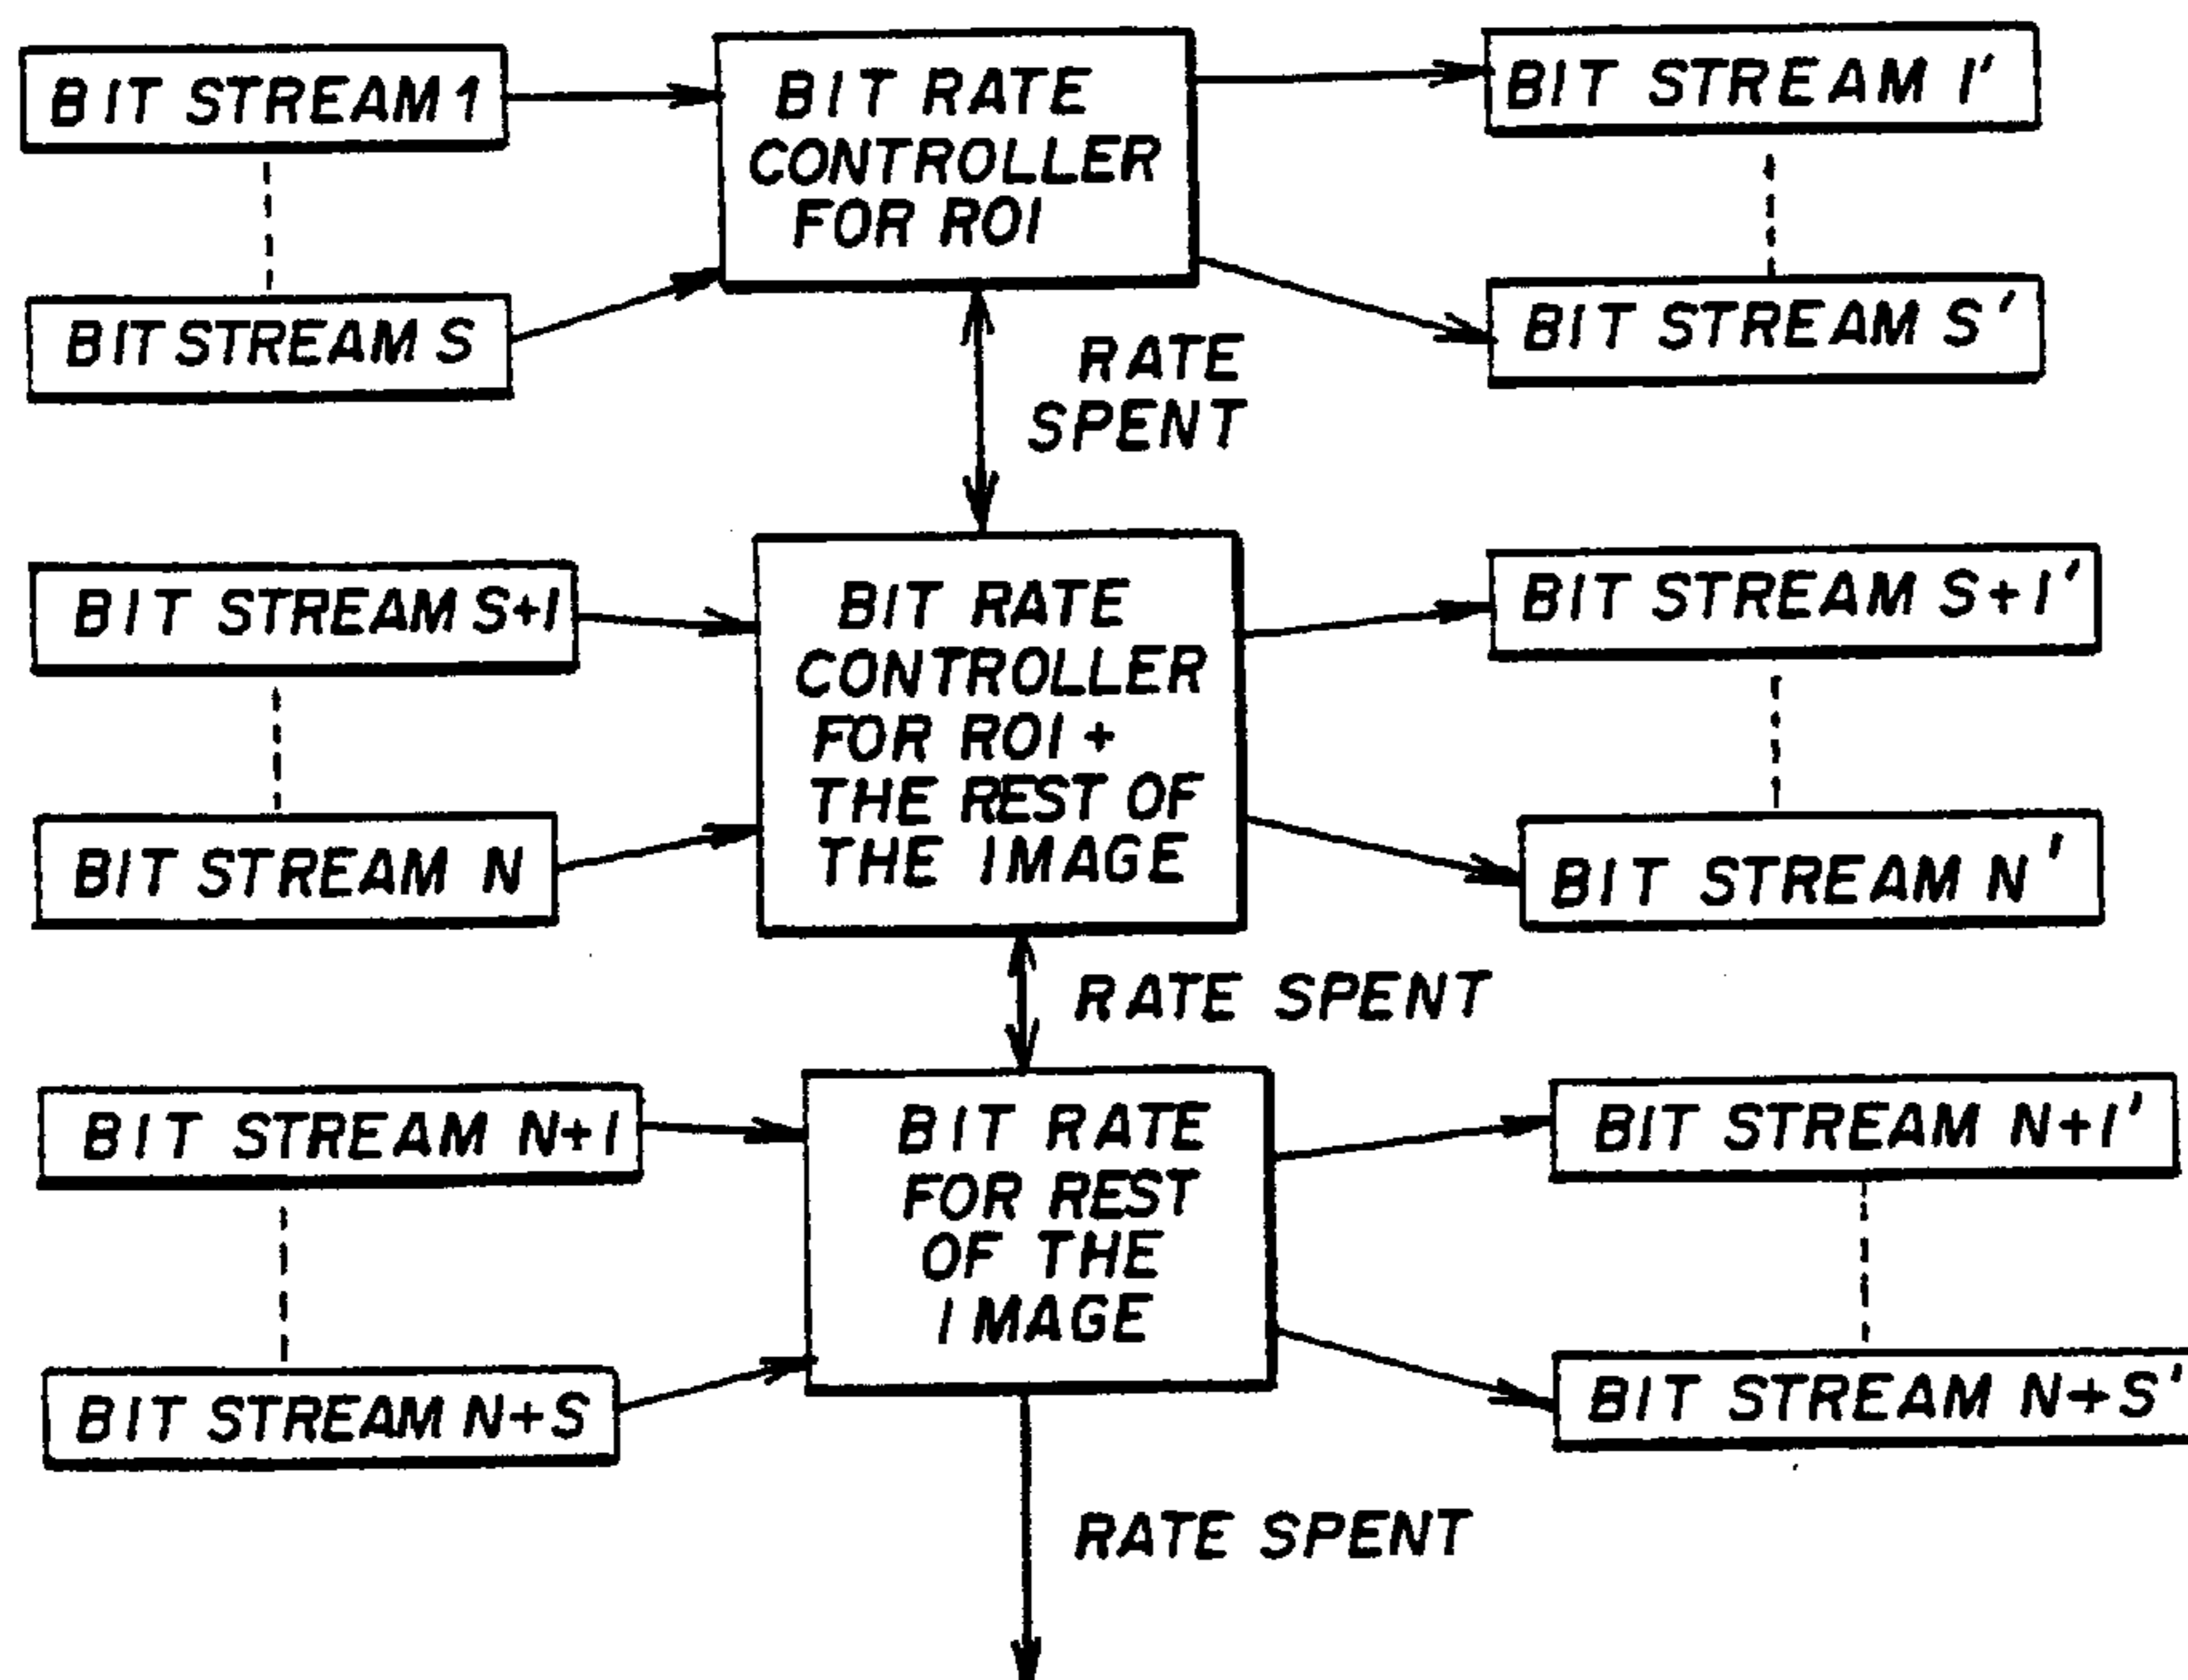 BIT STREAM 1
BIT RATE
CONTROLLER
FOR ROI
BIT STREAM 1'
BIT STREAM S
BIT STREAM S'
RATE
SPENT
BIT STREAM S+1
BIT RATE
CONTROLLER
FOR ROI +
THE REST OF
THE IMAGE
BIT STREAM S+1'
BIT STREAM N
BIT STREAM N'
RATE SPENT
BIT STREAM N+1
BIT RATE
FOR REST
OF THE
IMAGE
BIT STREAM N+1'
BIT STREAM N+S
BIT STREAM N+S'
RATE SPENT